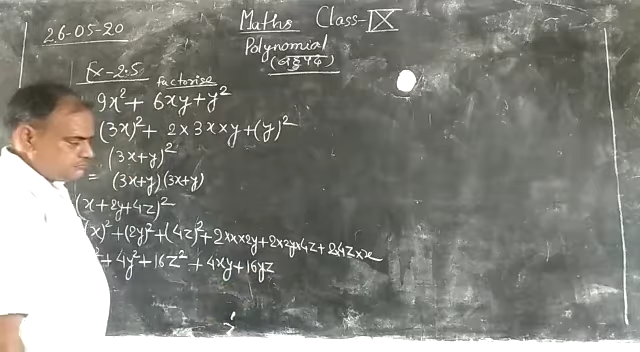 26-05-20
Maths Class-IX
Polynomial
(बहुपद)
Ex-2.5 factorise
9x² + 6xy + y²
(3x)² + 2×3x×y + (y)²
(3x+y)²
= (3x+y)(3x+y)
(x+2y+4z)²
(x)² + (2y)² + (4z)² + 2×x×2y + 2×2y×4z + 2×4z×x
² + 4y² + 16z² + 4xy + 16yz